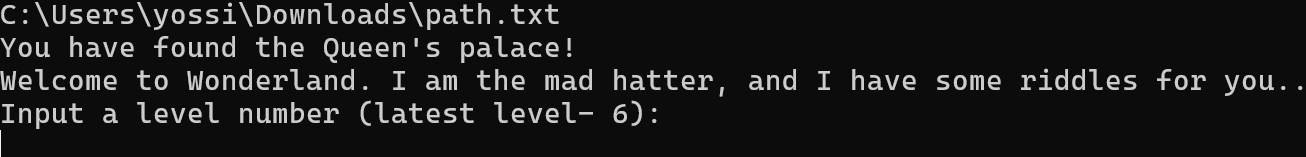 C:\Users\yossi\Downloads\path.txt
You have found the Queen's palace!
Welcome to Wonderland. I am the mad hatter, and I have some riddles for you..
Input a level number (latest level- 6):